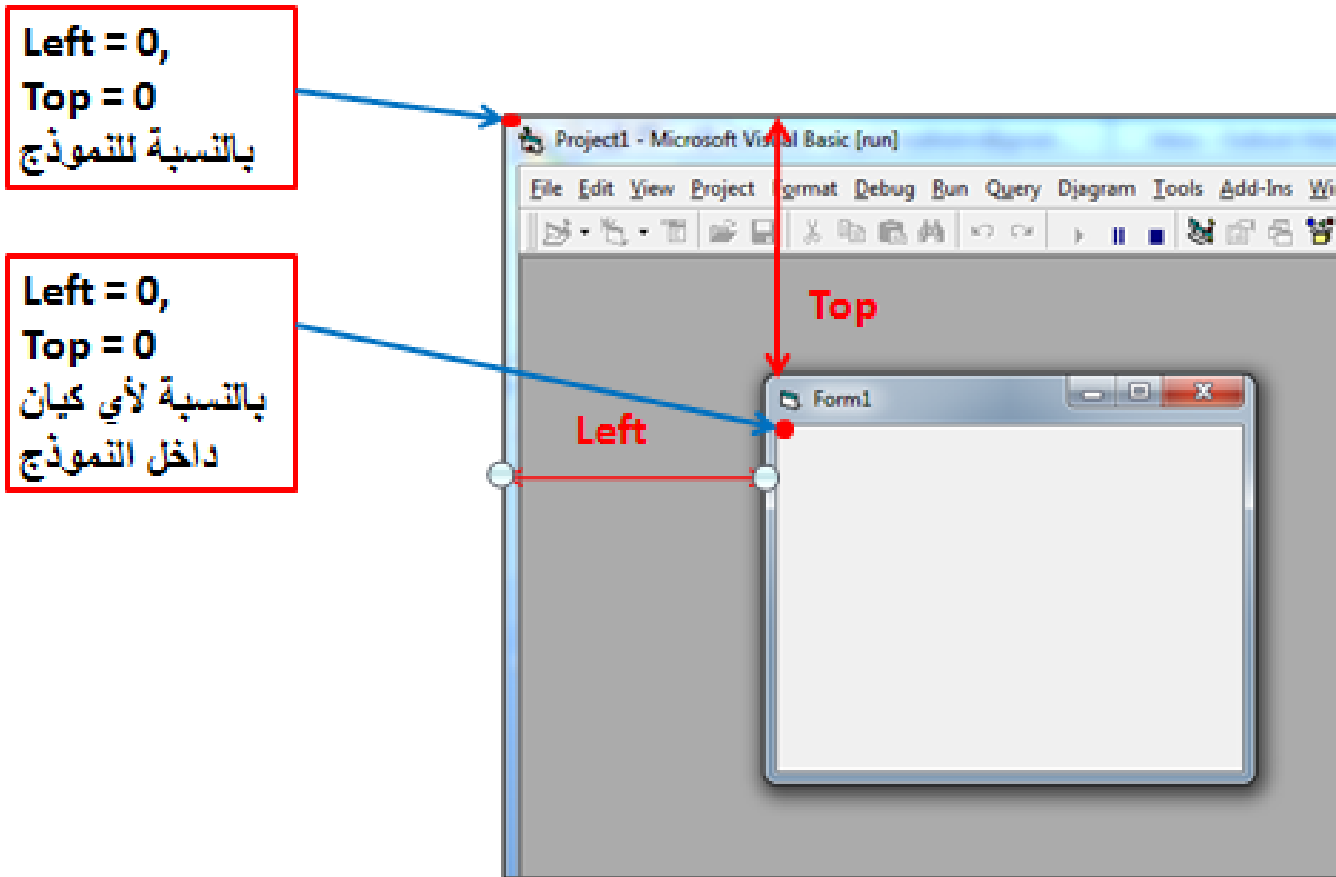 Left = 0,
Top = 0
بالنسبة للنموذج
Project1 - Microsoft Visual Basic [run]
File Edit View Project Format Debug Run Query Diagram Tools Add-Ins
Left = 0,
Top = 0
بالنسبة لأي كيان
داخل النموذج
Top
Form1
Left